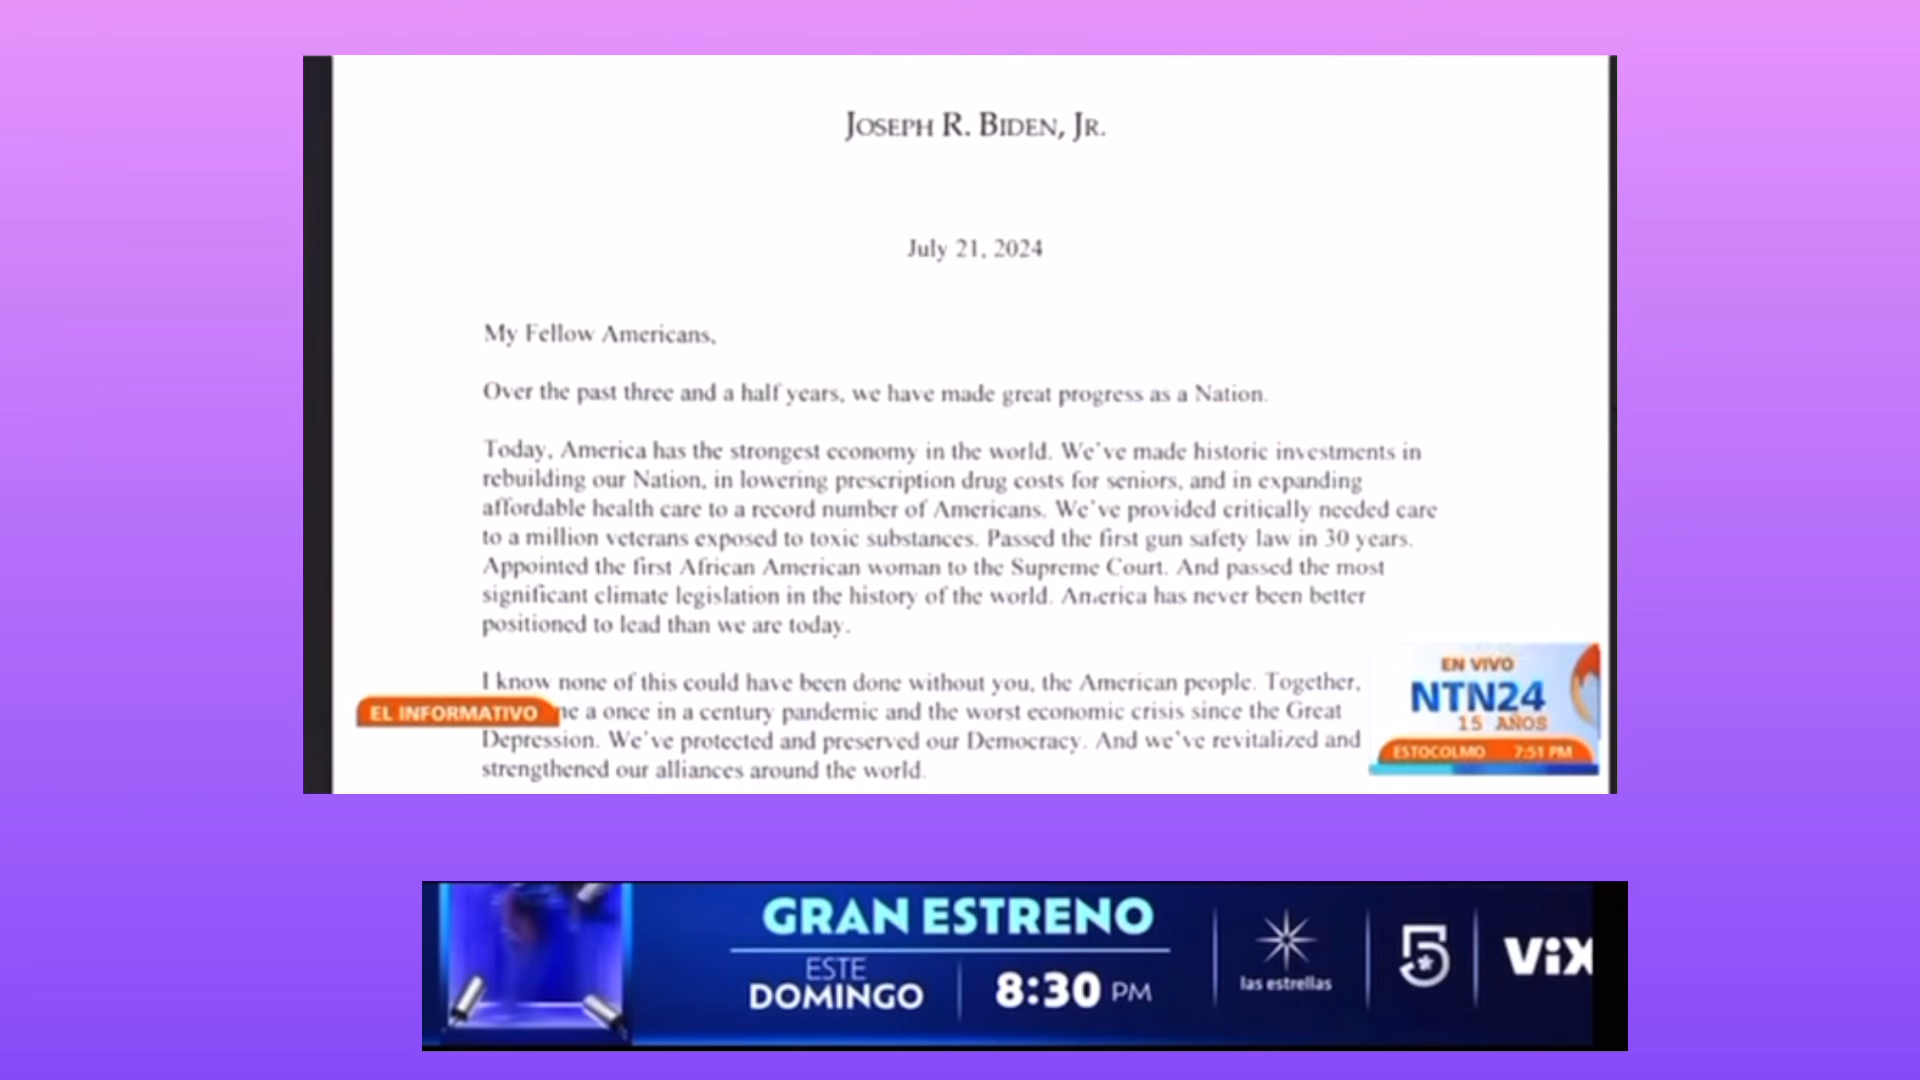 JOSEPH R. BIDEN, JR.
July 21, 2024
My Fellow Americans,
Over the past three and a half years, we have made great progress as a Nation.
Today, America has the strongest economy in the world. We've made historic investments in
rebuilding our Nation, in lowering prescription drug costs for seniors, and in expanding
affordable health care to a record number of Americans. We've provided critically needed care
to a million veterans exposed to toxic substances. Passed the first gun safety law in 30 years.
Appointed the first African American woman to the Supreme Court. And passed the most
significant climate legislation in the history of the world. America has never been better
positioned to lead than we are today.
I know none of this could have been done without you, the American people. Together,
a once in a century pandemic and the worst economic crisis since the Great
Depression. We've protected and preserved our Democracy. And we've revitalized and
strengthened our alliances around the world.
EL INFORMATIVO
EN VIVO
NTN24
15 AÑOS
ESTOCOLMO 7:51 PM
GRAN ESTRENO
ESTE
DOMINGO
8:30 PM
las estrellas
5
ViX